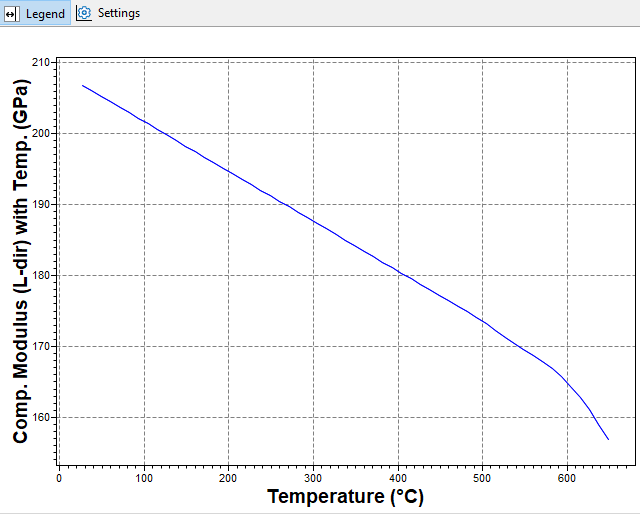 Legend Settings
Comp. Modulus (L-dir) with Temp. (GPa)
210
200
190
180
170
160
0 100 200 300 400 500 600
Temperature (°C)